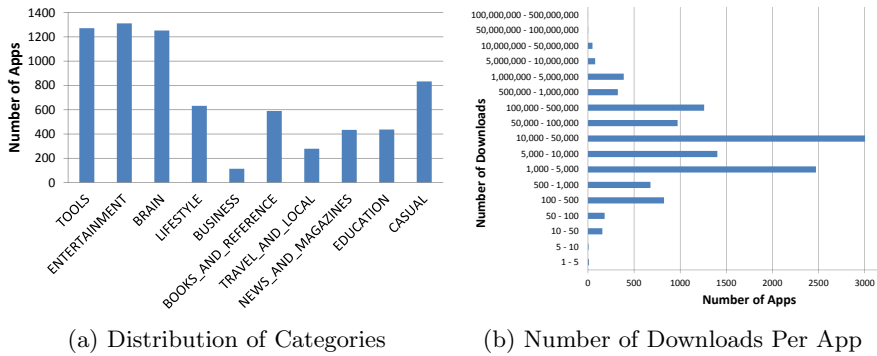 1400
1200
1000
800
600
400
200
0
Number of Apps
TOOLS
ENTERTAINMENT
BRAIN
LIFESTYLE
BUSINESS
BOOKS_AND_REFERENCE
TRAVEL_AND_LOCAL
NEWS_AND_MAGAZINES
EDUCATION
CASUAL
(a) Distribution of Categories
Number of Downloads
100,000,000 - 500,000,000
50,000,000 - 100,000,000
10,000,000 - 50,000,000
5,000,000 - 10,000,000
1,000,000 - 5,000,000
500,000 - 1,000,000
100,000 - 500,000
50,000 - 100,000
10,000 - 50,000
5,000 - 10,000
1,000 - 5,000
500 - 1,000
100 - 500
50 - 100
10 - 50
5 - 10
1 - 5
0 500 1000 1500 2000 2500 3000
Number of Apps
(b) Number of Downloads Per App